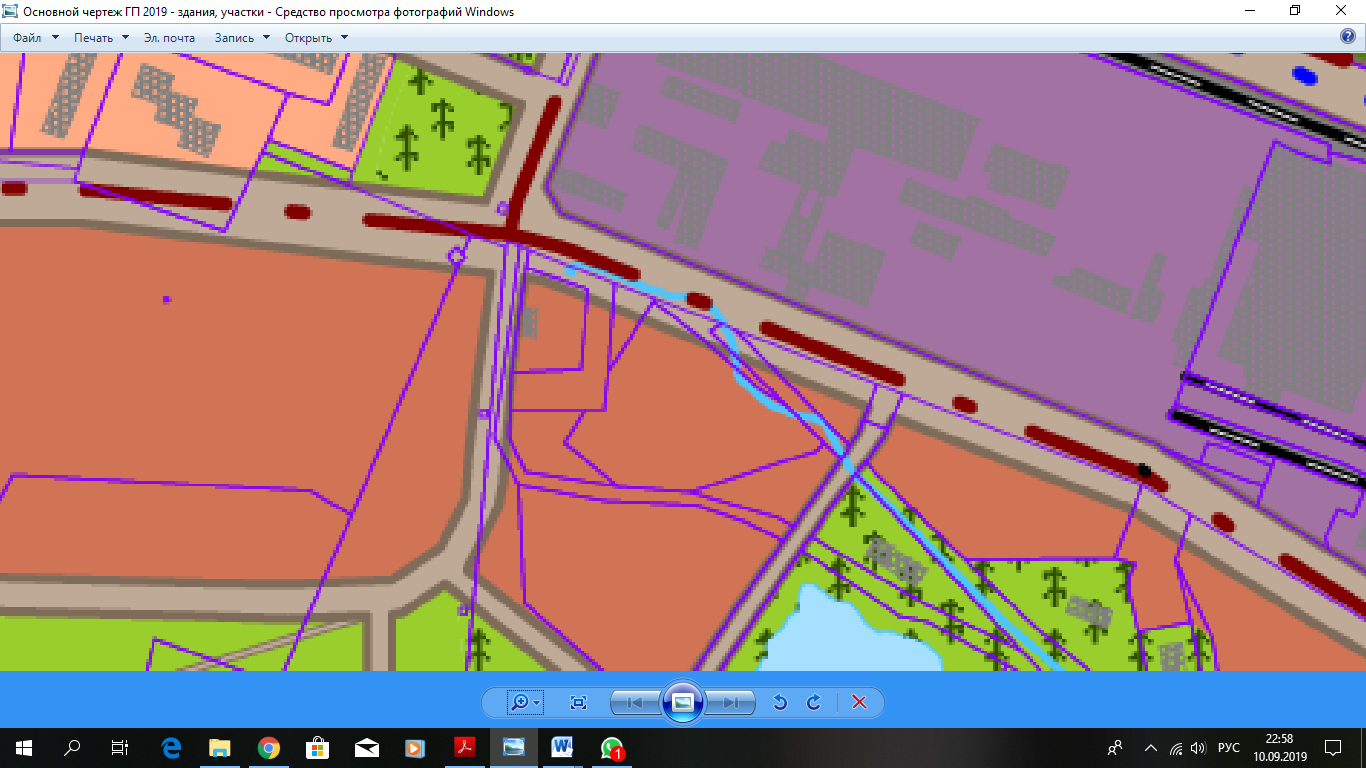 Основной чертеж ГП 2019 - здания, участки - Средство просмотра фотографий Windows
Файл Печать Эл. почта Запись Открыть
1
РУС
22:58
10.09.2019